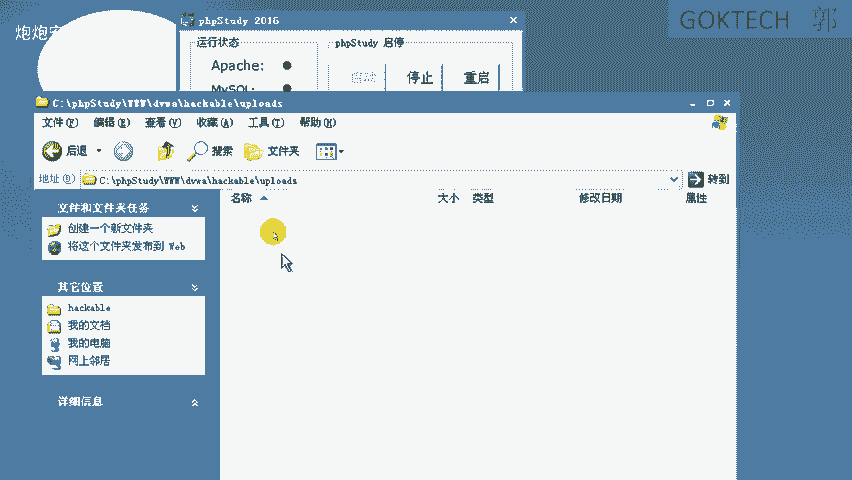 GOKTECH 郭
炮炮
phpStudy 2016
运行状态
phpStudy 启停
Apache:
停止
重启
MySQL:
C:\phpStudy\WWW\dvwa\hackable\uploads
文件(F) 编辑(E) 查看(V) 收藏(A) 工具(T) 帮助(H)
后退 搜索 文件夹
地址(D) C:\phpStudy\WWW\dvwa\hackable\uploads 转到
名称 大小 类型 修改日期 属性
文件和文件夹任务
创建一个新文件夹
将这个文件夹发布到 Web
其它位置
hackable
我的文档
我的电脑
网上邻居
详细信息